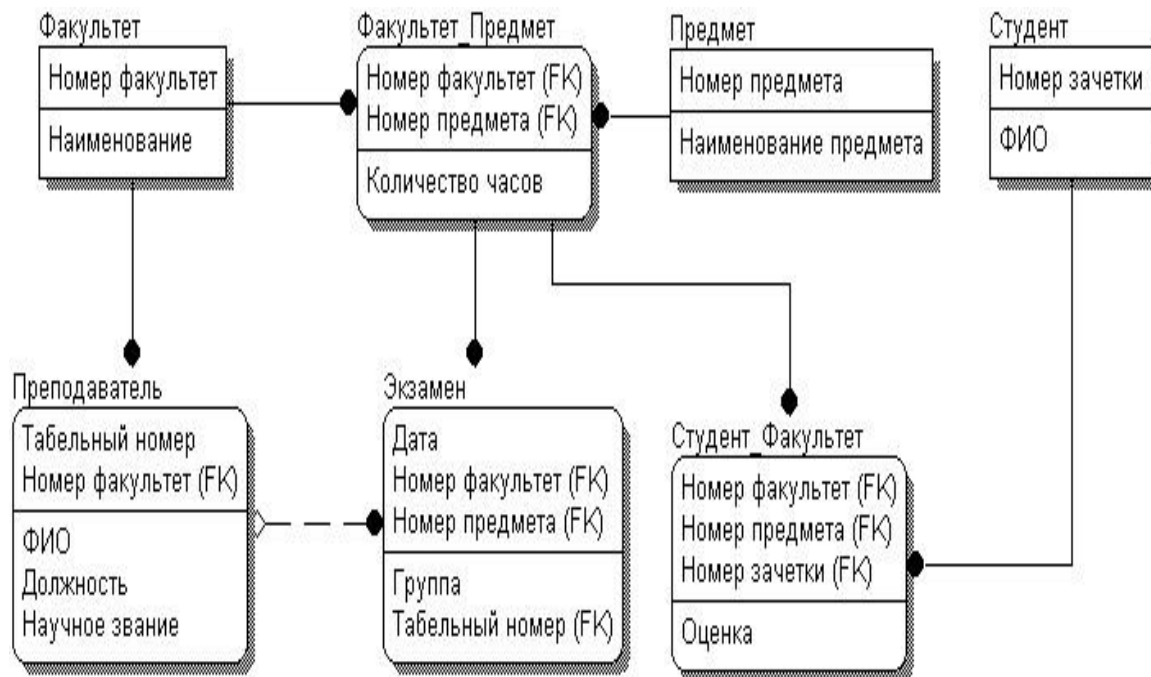 Факультет
Номер факультет
Наименование
Факультет_Предмет
Номер факультет (FK)
Номер предмета (FK)
Количество часов
Предмет
Номер предмета
Наименование предмета
Студент
Номер зачетки
ФИО
Преподаватель
Табельный номер
Номер факультет (FK)
ФИО
Должность
Научное звание
Экзамен
Дата
Номер факультет (FK)
Номер предмета (FK)
Группа
Табельный номер (FK)
Студент_Факультет
Номер факультет (FK)
Номер предмета (FK)
Номер зачетки (FK)
Оценка